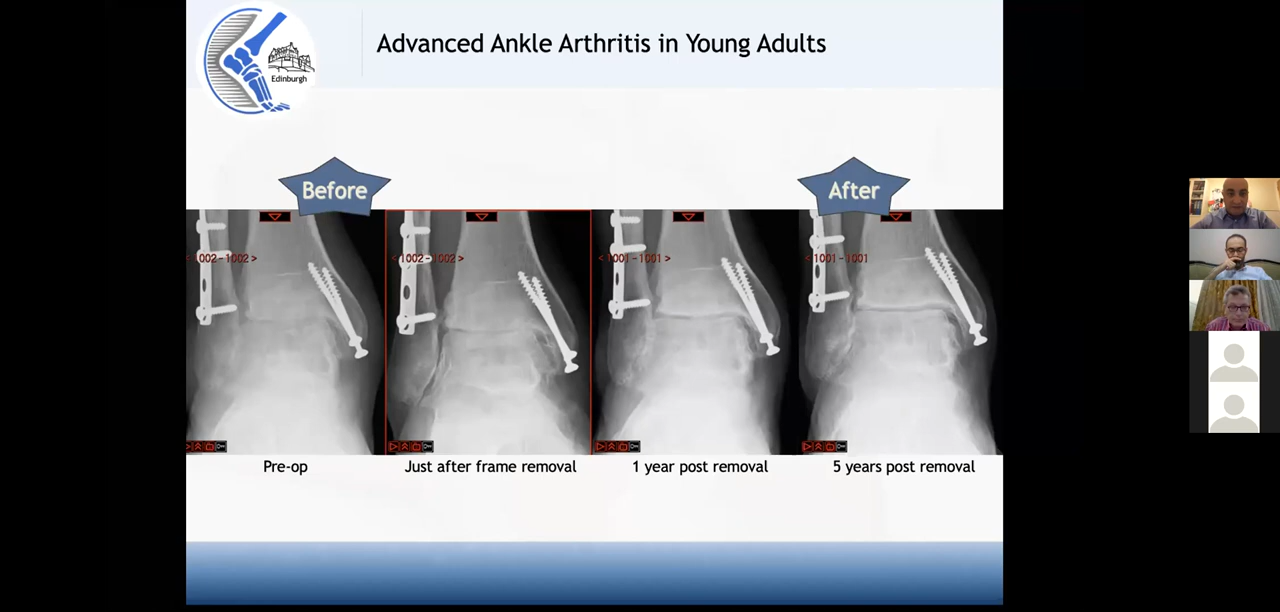 Edinburgh
Advanced Ankle Arthritis in Young Adults
Before
After
< 1002-1002 >
< 1002-1002 >
< 1001-1001 >
< 1001-1001
Pre-op
Just after frame removal
1 year post removal
5 years post removal